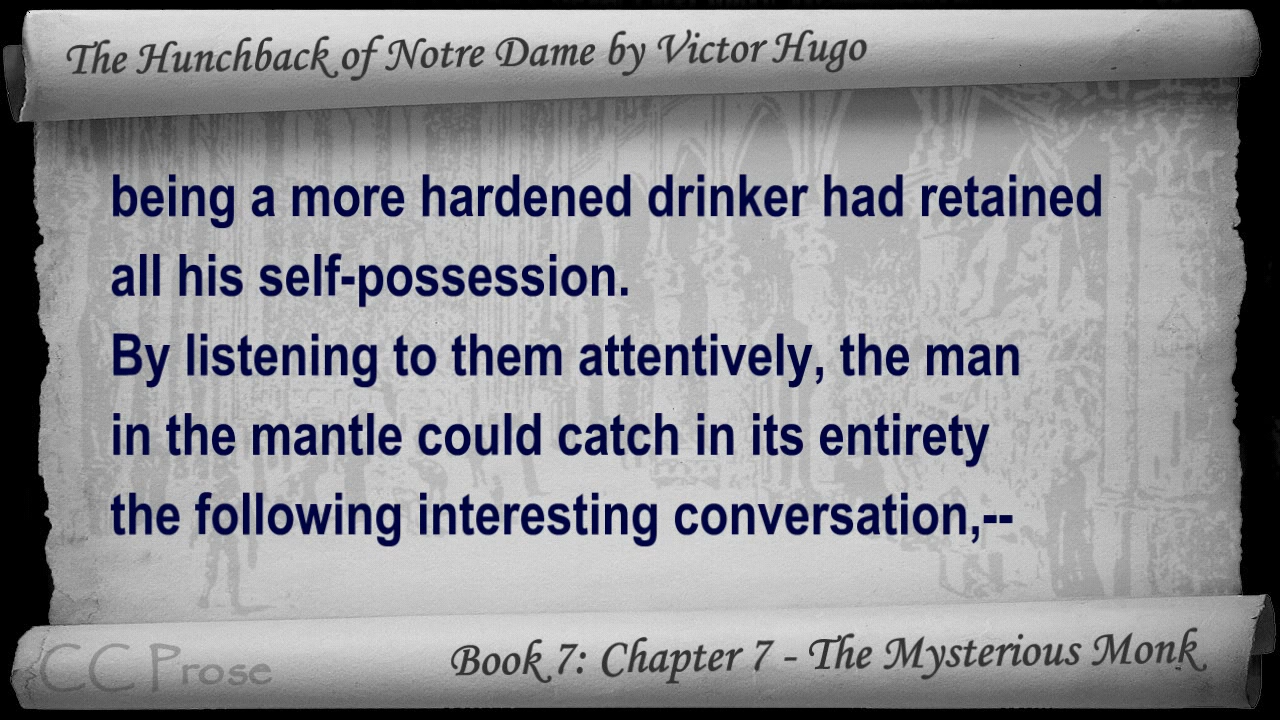 The Hunchback of Notre Dame by Victor Hugo
being a more hardened drinker had retained
all his self-possession.
By listening to them attentively, the man
in the mantle could catch in its entirety
the following interesting conversation,--
CC Prose
Book 7: Chapter 7 - The Mysterious Monk